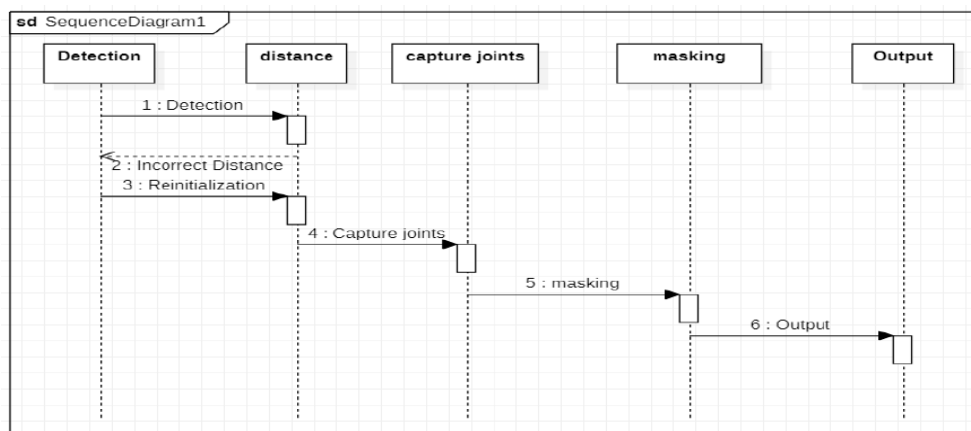 sd SequenceDiagram1
Detection
distance
capture joints
masking
Output
1 : Detection
2 : Incorrect Distance
3 : Reinitialization
4 : Capture joints
5 : masking
6 : Output